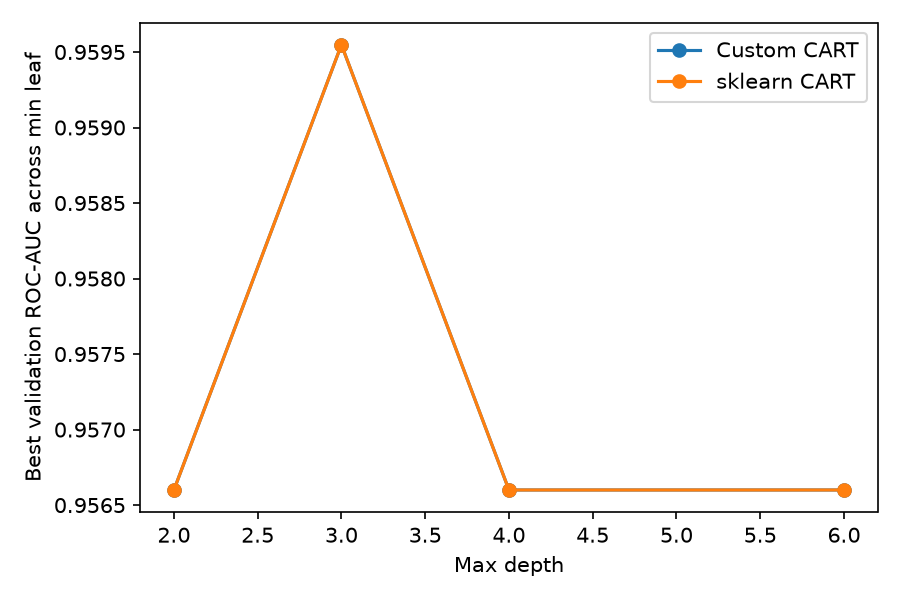 Custom CART
sklearn CART
Best validation ROC-AUC across min leaf
0.9595
0.9590
0.9585
0.9580
0.9575
0.9570
0.9565
2.0 2.5 3.0 3.5 4.0 4.5 5.0 5.5 6.0
Max depth